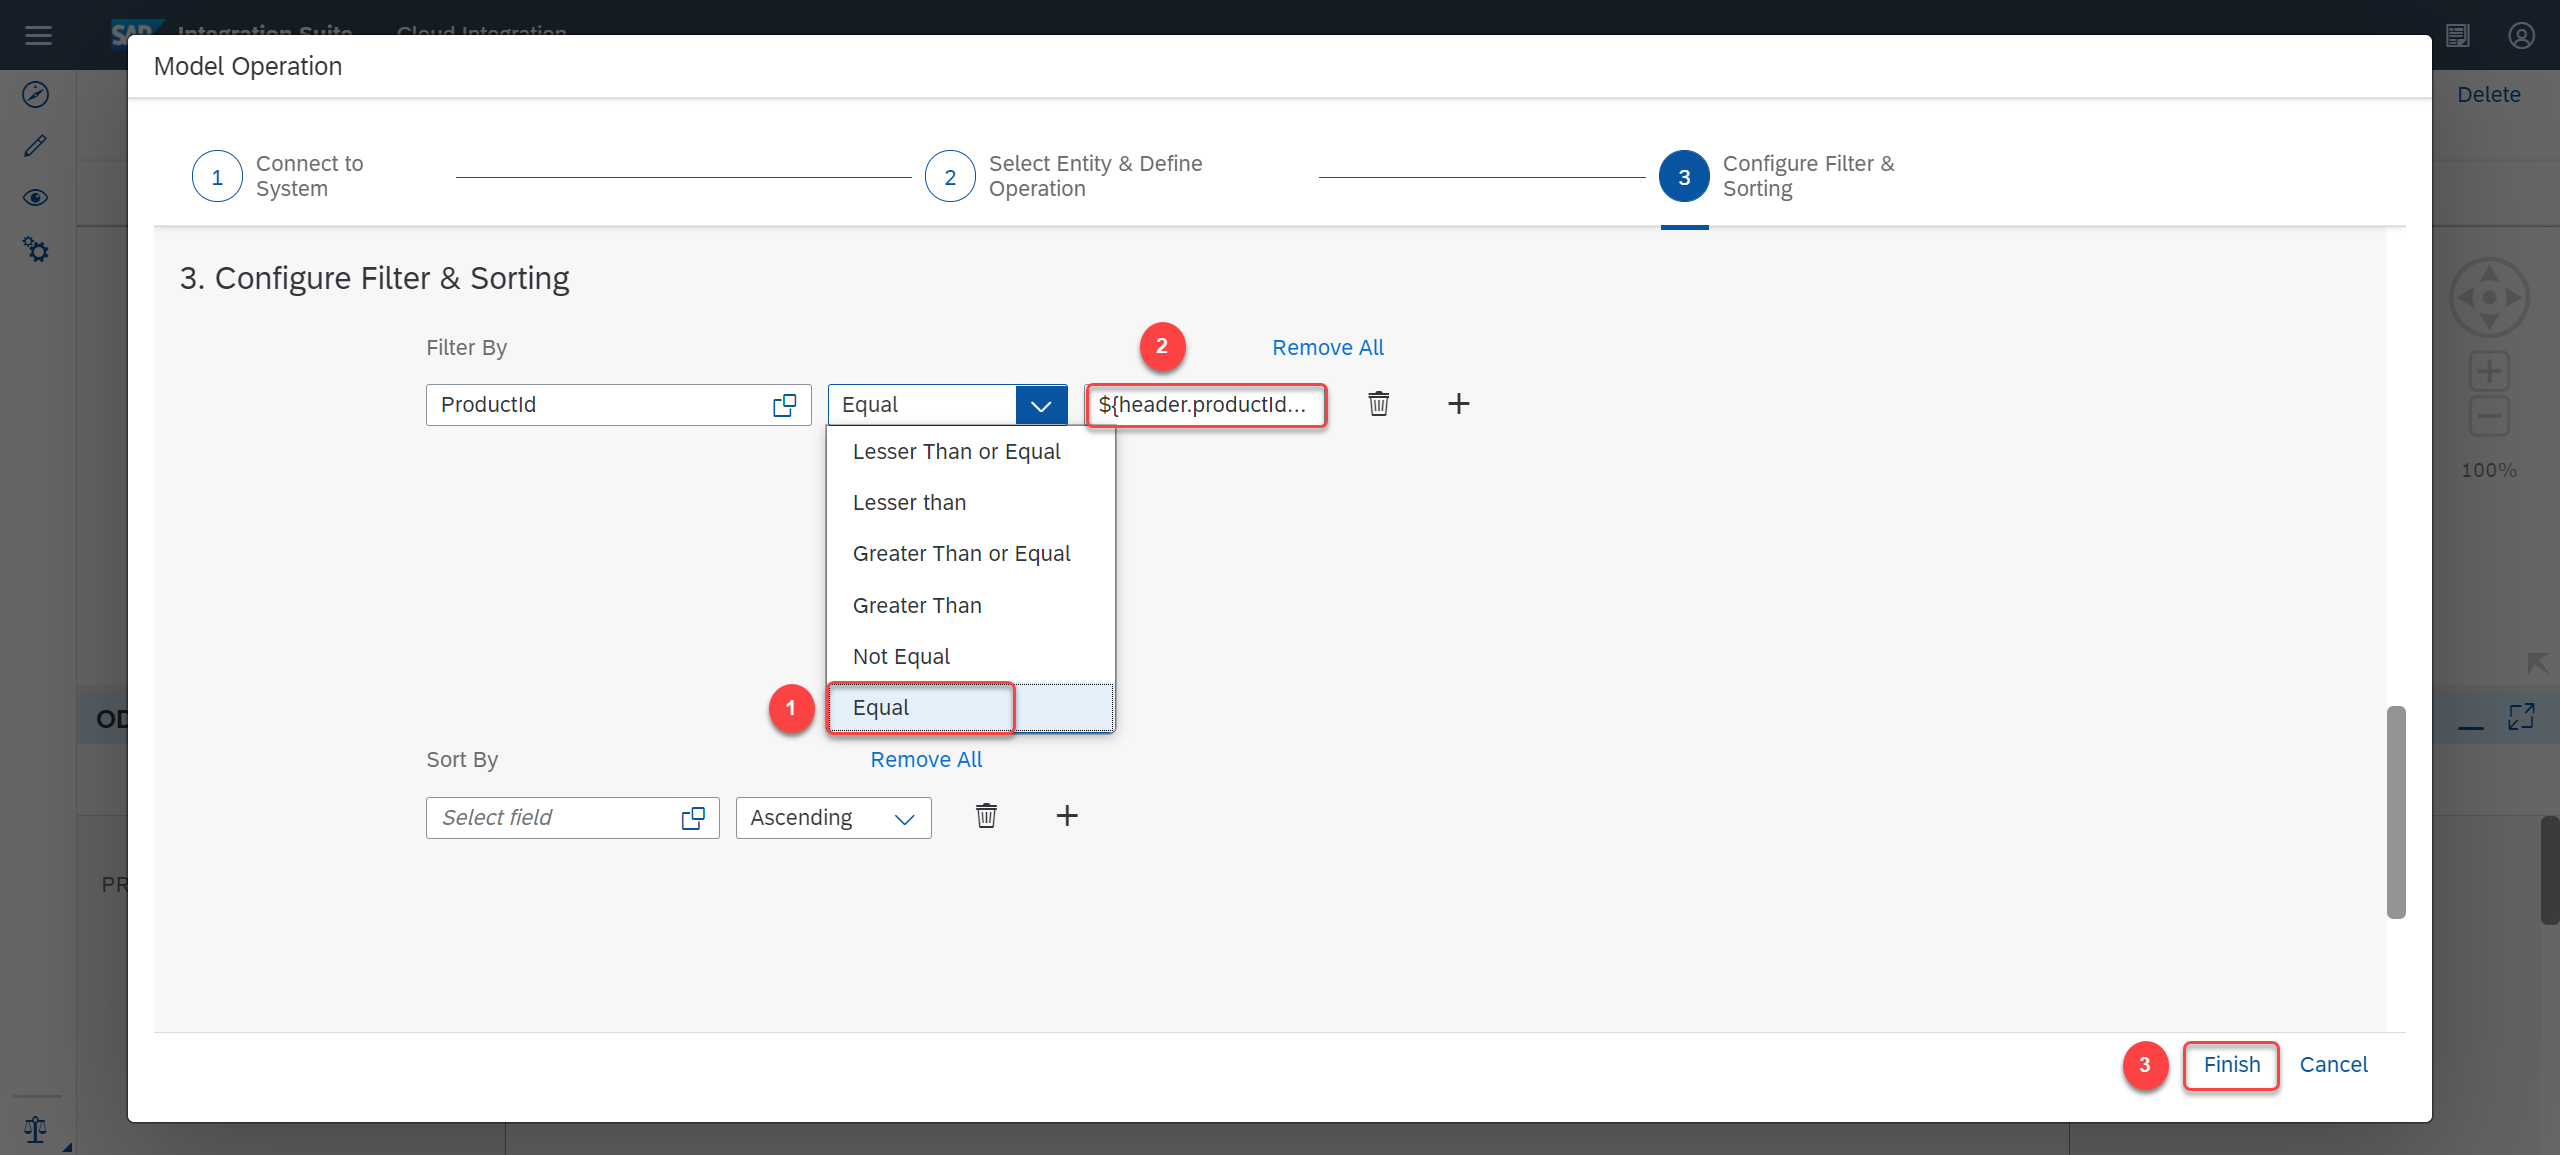 SAP Integration Suite Cloud Integration
Model Operation
Delete
1 Connect to
System
2 Select Entity & Define
Operation
3 Configure Filter &
Sorting
3. Configure Filter & Sorting
Filter By
2
Remove All
ProductId
Equal
${header.productId...
Lesser Than or Equal
Lesser than
Greater Than or Equal
Greater Than
Not Equal
1
Equal
100%
OD
Sort By
Remove All
Select field
Ascending
PR
3
Finish
Cancel